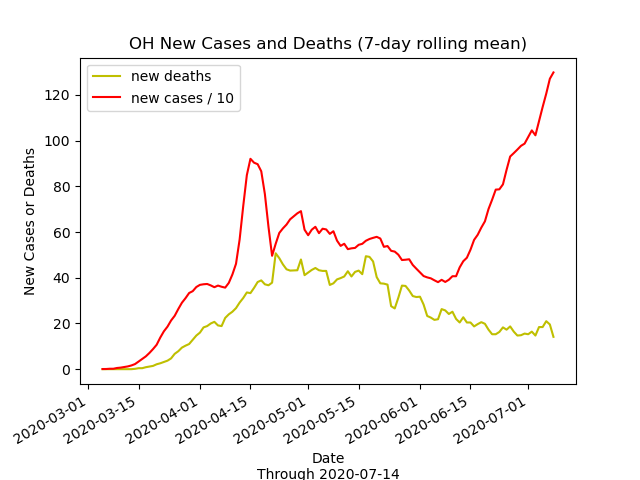 OH New Cases and Deaths (7-day rolling mean)
new deaths
new cases / 10
120
100
80
60
40
20
0
New Cases or Deaths
2020-03-01
2020-03-15
2020-04-01
2020-04-15
2020-05-01
2020-05-15
2020-06-01
2020-06-15
2020-07-01
Date
Through 2020-07-14